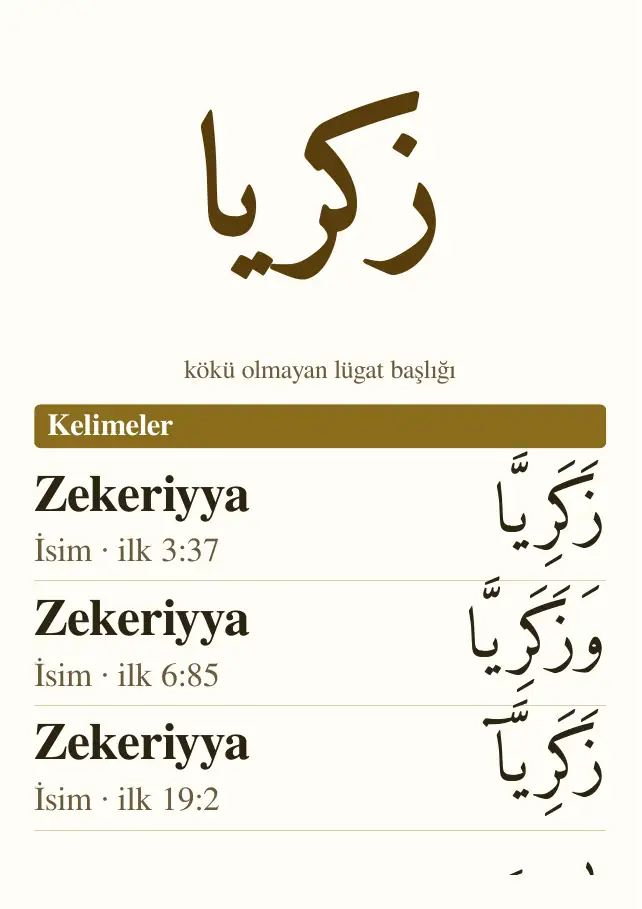 زكريا
kökü olmayan lügat başlığı
Kelimeler
Zekeriyya زَكَرِيَّا
İsim · ilk 3:37
Zekeriyya وَزَكَرِيَّا
İsim · ilk 6:85
Zekeriyya زَكَرِيَّآ
İsim · ilk 19:2